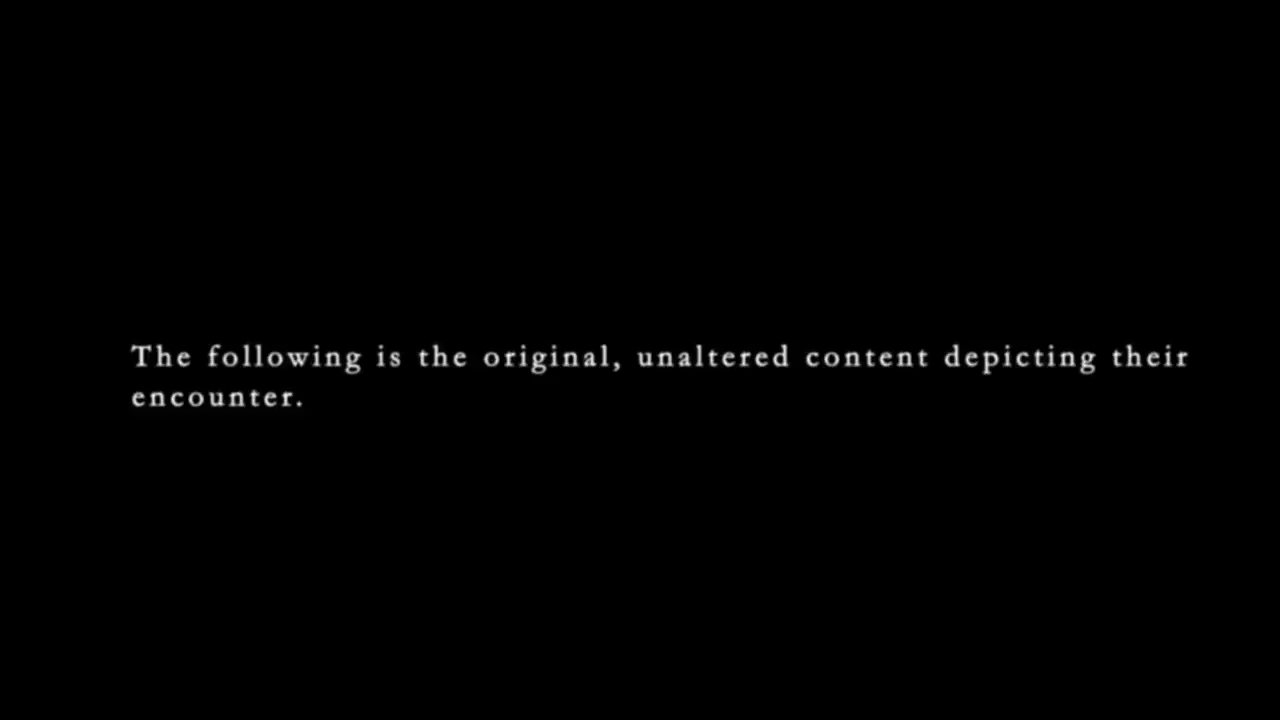 The following is the original, unaltered content depicting their
encounter.